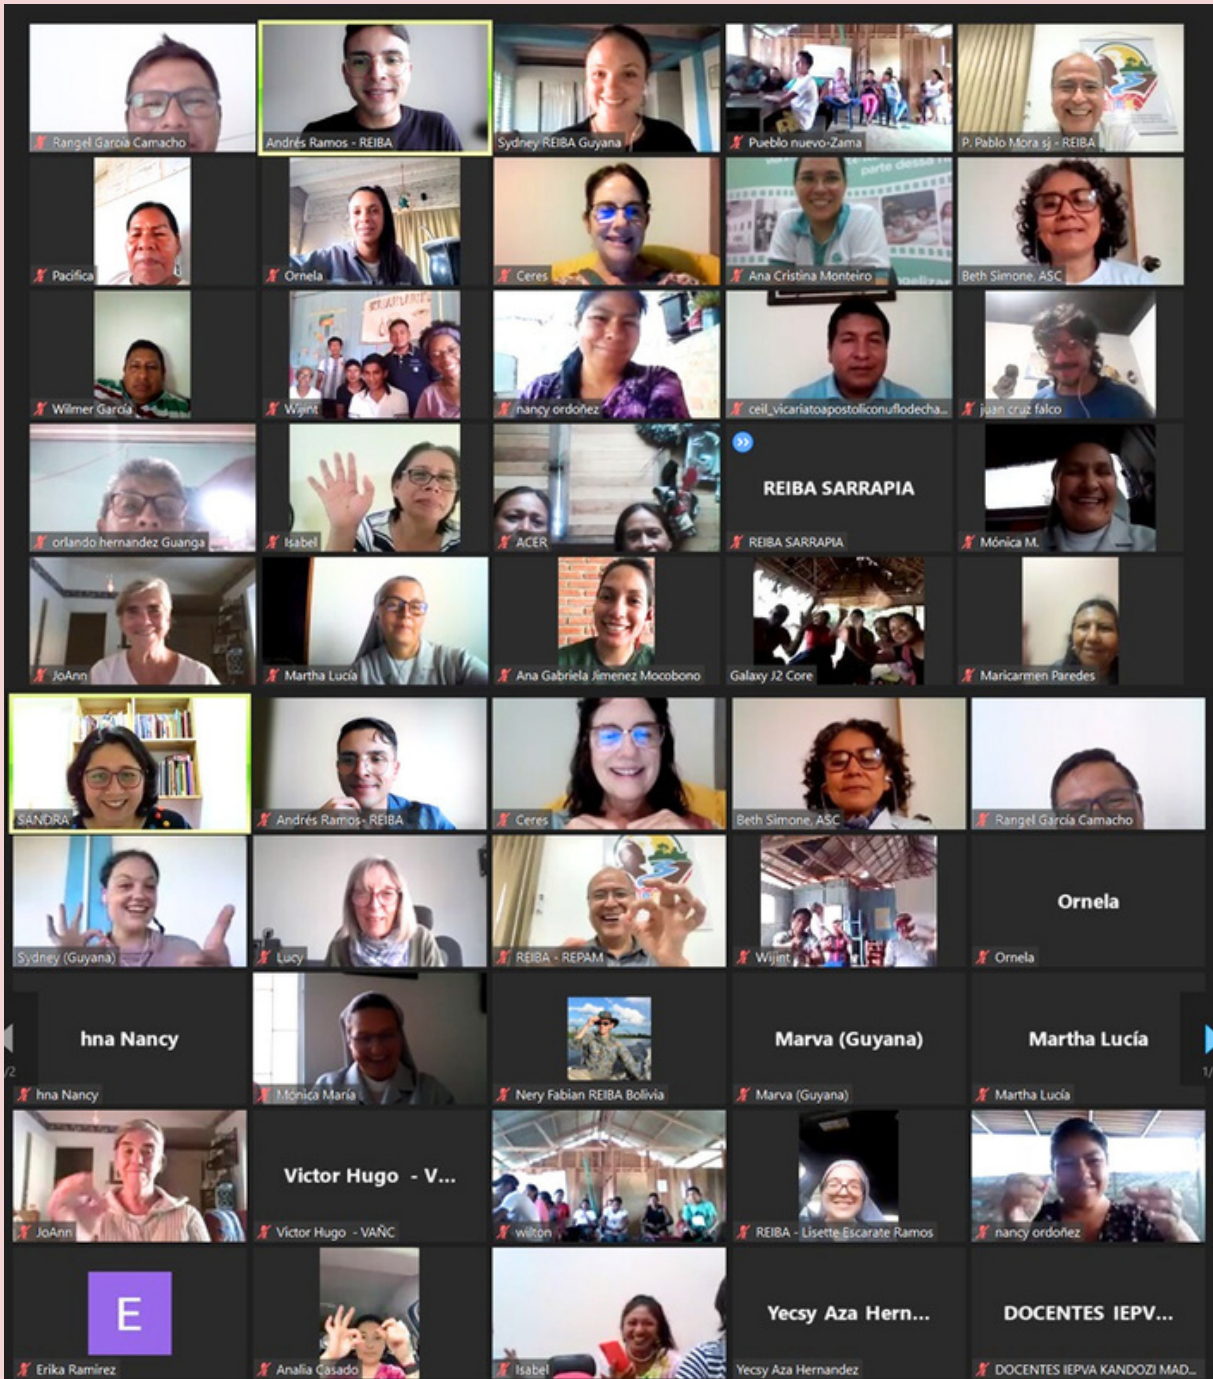 Rangel García Camacho
Andrés Ramos - REIBA
Sydney REIBA Guyana
Pueblo nuevo-Zama
P. Pablo Mora sj - REIBA
Pacifica
Ornela
Ceres
parte dessa
Ana Cristina Monteiro
Beth Simone, ASC
Wilmer García
Wijint
nancy ordoñez
ceil_vicariatoapostoliconuflodecha...
juan cruz falco
orlando hernandez Guanga
Isabel
ACER
REIBA SARRAPIA
REIBA SARRAPIA
Mónica M.
JoAnn
Martha Lucía
Ana Gabriela Jimenez Mocobono
Galaxy J2 Core
Maricarmen Paredes
SANDRA
Andrés Ramos- REIBA
Ceres
Beth Simone, ASC
Rangel García Camacho
Sydney (Guyana)
Lucy
REIBA - REPAM
Wijint
Ornela
Ornela
hna Nancy
hna Nancy
Mónica María
Nery Fabian REIBA Bolivia
Marva (Guyana)
Marva (Guyana)
Martha Lucía
Martha Lucía
/2
1/
JoAnn
Victor Hugo - V...
Victor Hugo - VAÑC
wilton
REIBA - Lisette Escarate Ramos
nancy ordoñez
E
Erika Ramirez
Analia Casado
Isabel
Yecsy Aza Hern...
Yecsy Aza Hernandez
DOCENTES IEPV...
DOCENTES IEPVA KANDOZI MAD...